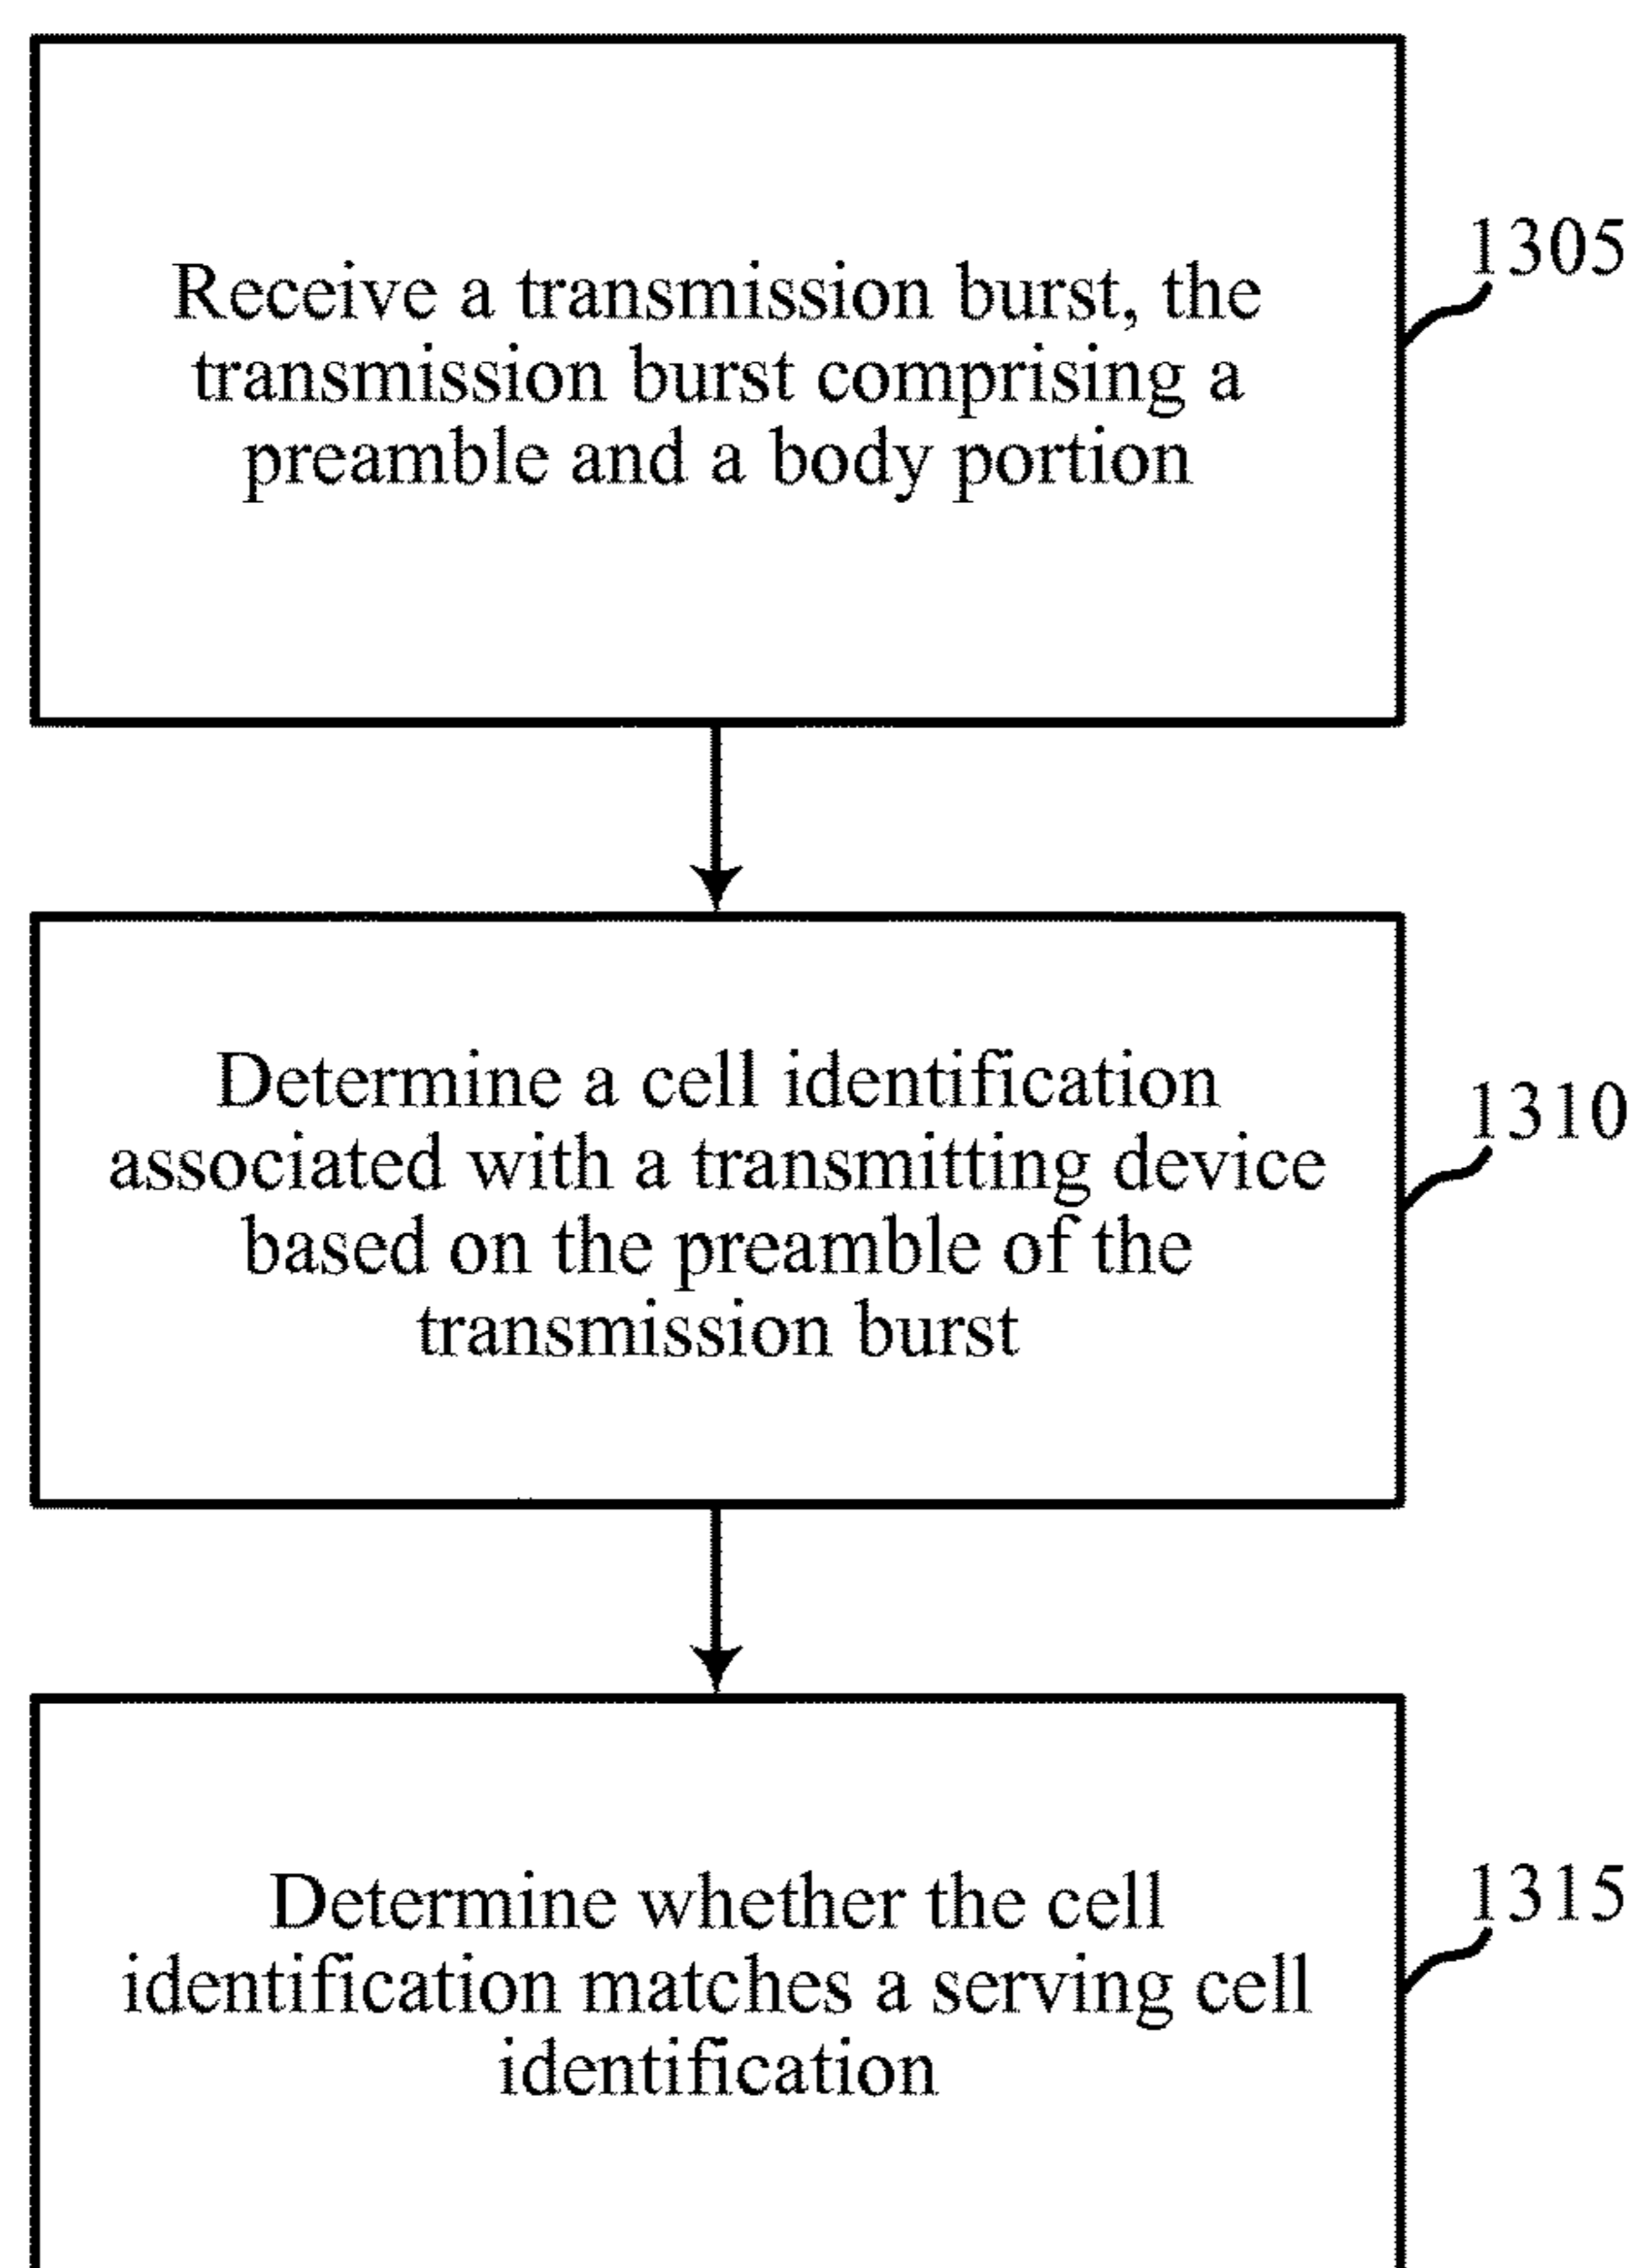 Receive a transmission burst, the
transmission burst comprising a
preamble and a body portion
1305
Determine a cell identification
associated with a transmitting device
based on the preamble of the
transmission burst
1310
Determine whether the cell
identification matches a serving cell
identification
1315